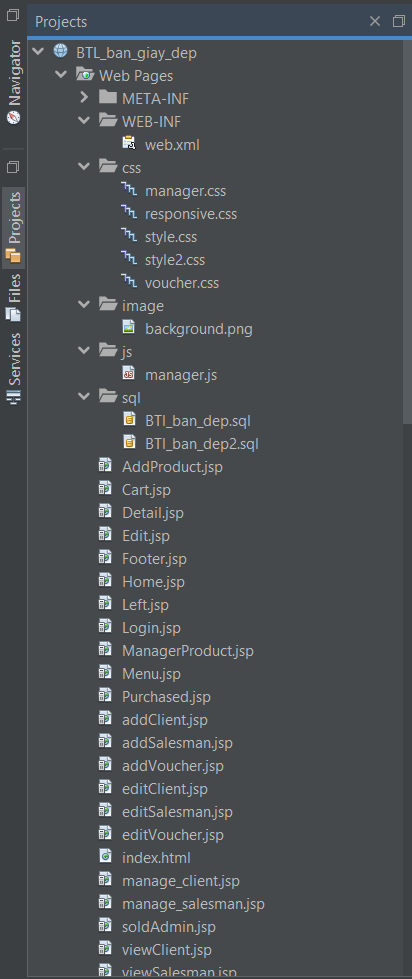 Projects
BTL_ban_giay_dep
Web Pages
META-INF
WEB-INF
web.xml
css
manager.css
responsive.css
style.css
style2.css
voucher.css
image
background.png
js
manager.js
sql
BTl_ban_dep.sql
BTl_ban_dep2.sql
AddProduct.jsp
Cart.jsp
Detail.jsp
Edit.jsp
Footer.jsp
Home.jsp
Left.jsp
Login.jsp
ManagerProduct.jsp
Menu.jsp
Purchased.jsp
addClient.jsp
addSalesman.jsp
addVoucher.jsp
editClient.jsp
editSalesman.jsp
editVoucher.jsp
index.html
manage_client.jsp
manage_salesman.jsp
soldAdmin.jsp
viewClient.jsp
viewSalesman.jsp
Navigator
Projects
Files
Services